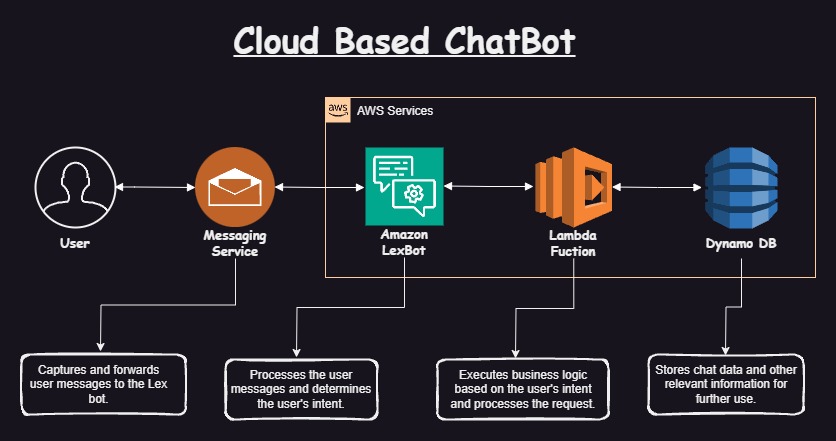 Cloud Based ChatBot
aws
AWS Services
User
Messaging
Service
Amazon
LexBot
Lambda
Fuction
Dynamo DB
Captures and forwards
user messages to the Lex
bot.
Processes the user
messages and determines
the user's intent.
Executes business logic
based on the user's intent
and processes the request.
Stores chat data and other
relevant information for
further use.